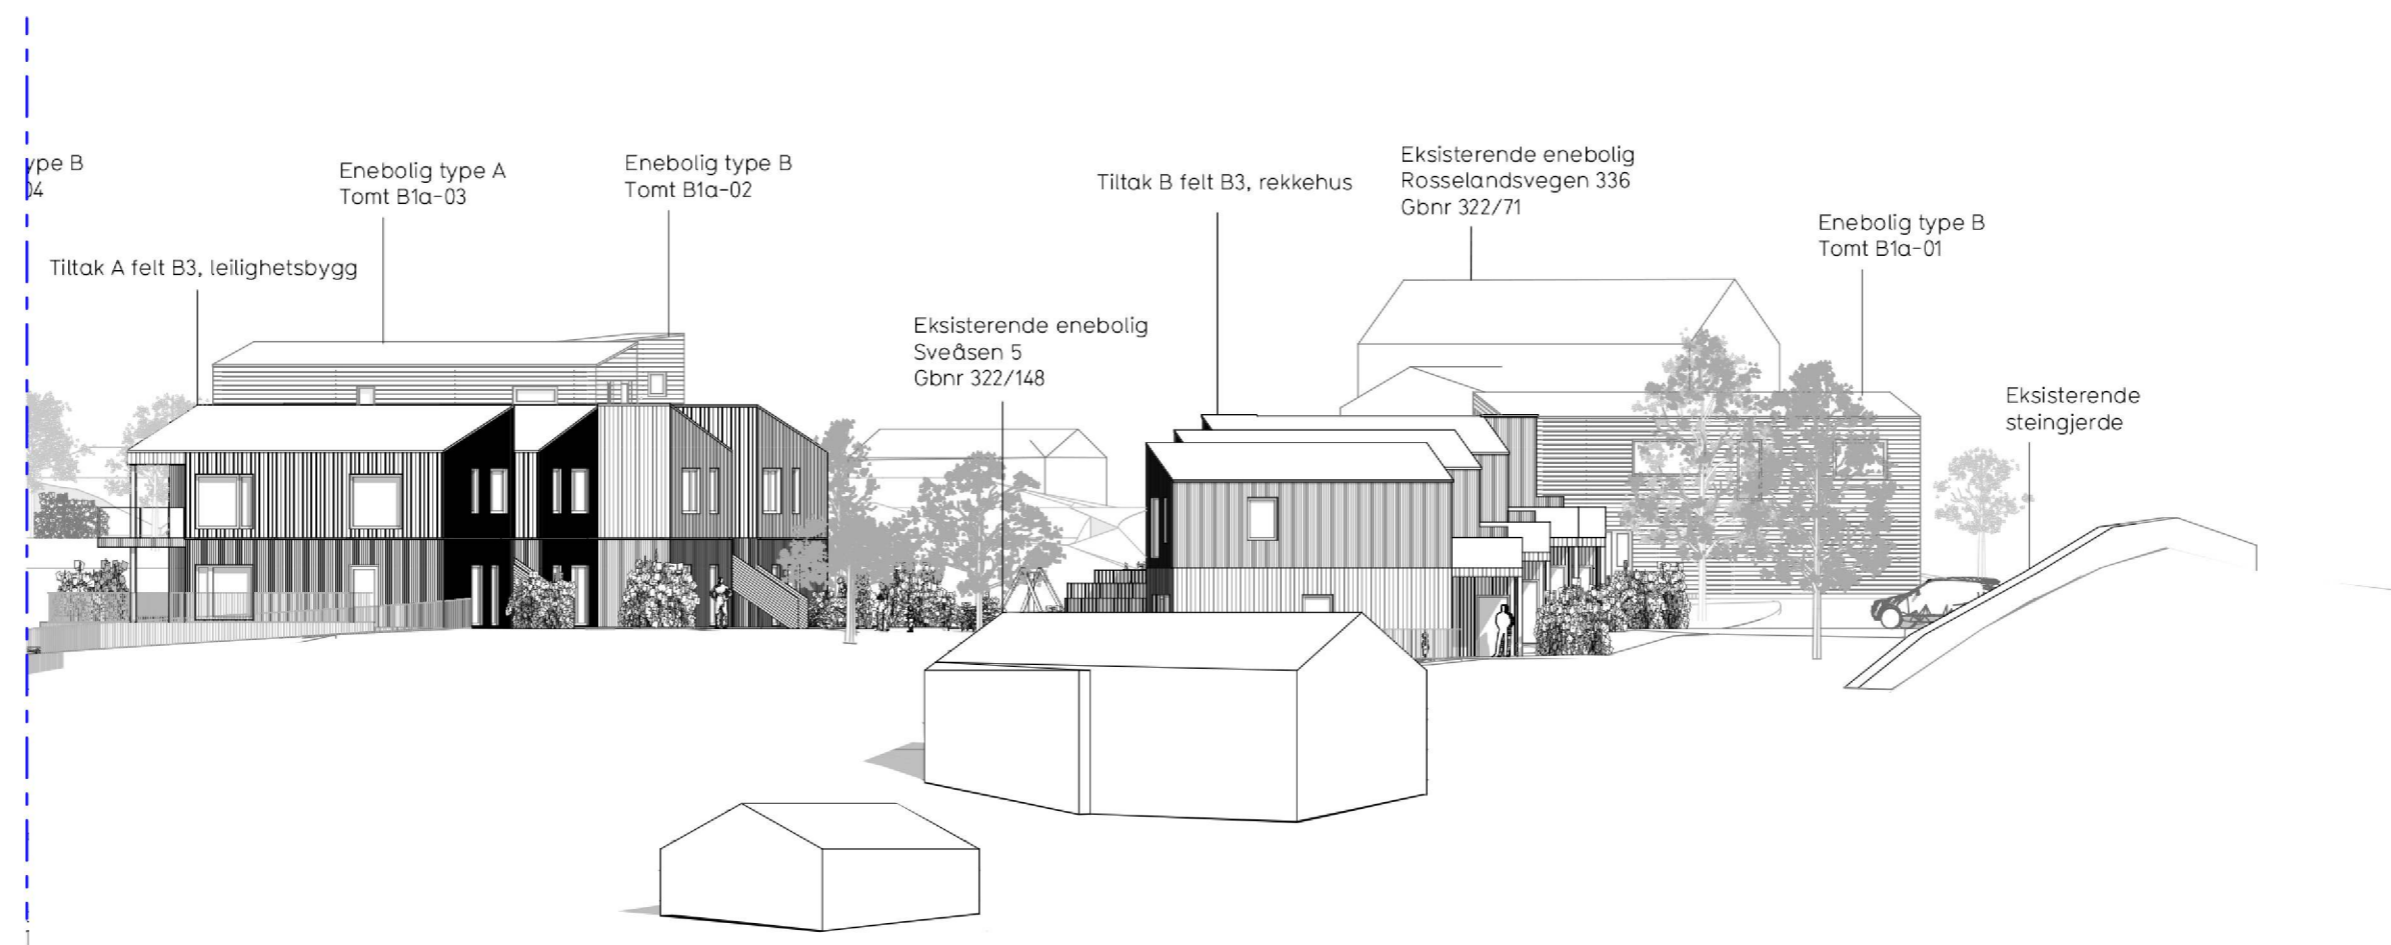 ype B
04
Enebolig type A
Tomt B1a-03
Enebolig type B
Tomt B1a-02
Tiltak A felt B3, leilighetsbygg
Eksisterende enebolig
Sveåsen 5
Gbnr 322/148
Tiltak B felt B3, rekkehus
Eksisterende enebolig
Rosselandsvegen 336
Gbnr 322/71
Enebolig type B
Tomt B1a-01
Eksisterende
steingjerde